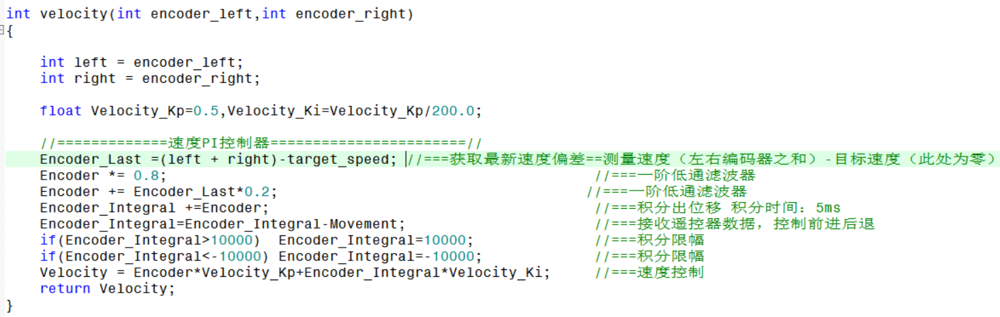 int velocity(int encoder_left,int encoder_right)
{
int left = encoder_left;
int right = encoder_right;
float Velocity_Kp=0.5,Velocity_Ki=Velocity_Kp/200.0;
//=============速度PI控制器=======================//
Encoder_Last =(left + right)-target_speed; //===获取最新速度偏差==测量速度（左右编码器之和）-目标速度（此处为零）
Encoder *= 0.8; //===一阶低通滤波器
Encoder += Encoder_Last*0.2; //===一阶低通滤波器
Encoder_Integral +=Encoder; //===积分出位移 积分时间：5ms
Encoder_Integral=Encoder_Integral-Movement; //===接收遥控器数据，控制前进后退
if(Encoder_Integral>10000) Encoder_Integral=10000; //===积分限幅
if(Encoder_Integral<-10000) Encoder_Integral=-10000; //===积分限幅
Velocity = Encoder*Velocity_Kp+Encoder_Integral*Velocity_Ki; //===速度控制
return Velocity;
}